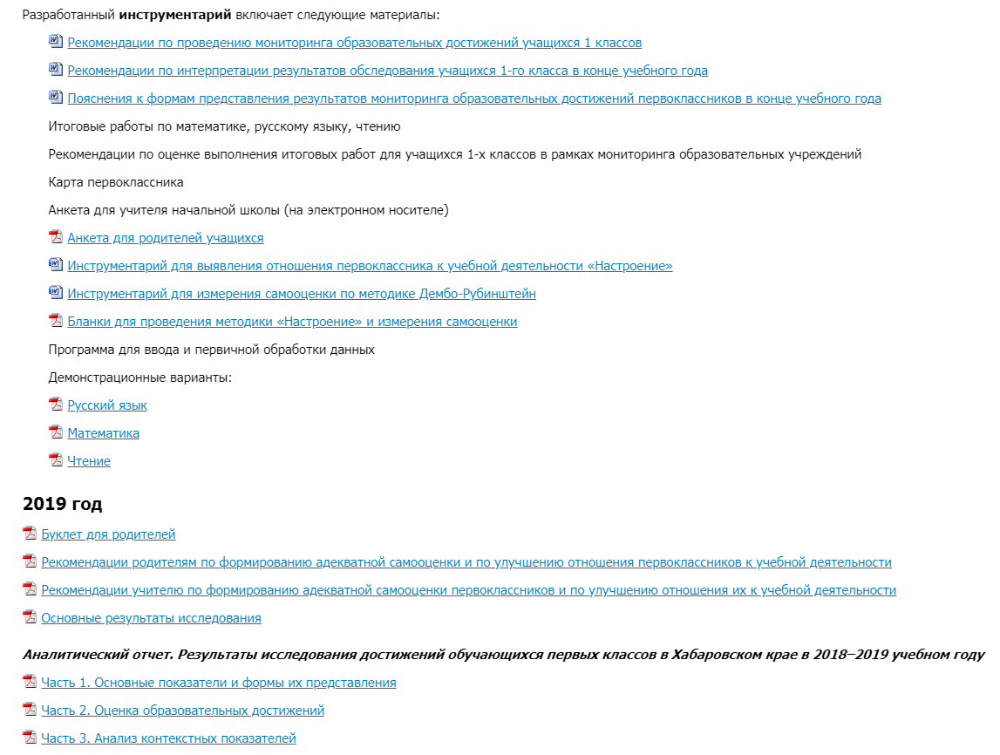 Разработанный инструментарий включает следующие материалы:
Рекомендации по проведению мониторинга образовательных достижений учащихся 1 классов
Рекомендации по интерпретации результатов обследования учащихся 1-го класса в конце учебного года
Пояснения к формам представления результатов мониторинга образовательных достижений первоклассников в конце учебного года
Итоговые работы по математике, русскому языку, чтению
Рекомендации по оценке выполнения итоговых работ для учащихся 1-х классов в рамках мониторинга образовательных учреждений
Карта первоклассника
Анкета для учителя начальной школы (на электронном носителе)
Анкета для родителей учащихся
Инструментарий для выявления отношения первоклассника к учебной деятельности «Настроение»
Инструментарий для измерения самооценки по методике Дембо-Рубинштейн
Бланки для проведения методики «Настроение» и измерения самооценки
Программа для ввода и первичной обработки данных
Демонстрационные варианты:
Русский язык
Математика
Чтение
2019 год
Буклет для родителей
Рекомендации родителям по формированию адекватной самооценки и по улучшению отношения первоклассников к учебной деятельности
Рекомендации учителю по формированию адекватной самооценки первоклассников и по улучшению отношения их к учебной деятельности
Основные результаты исследования
Аналитический отчет. Результаты исследования достижений обучающихся первых классов в Хабаровском крае в 2018–2019 учебном году
Часть 1. Основные показатели и формы их представления
Часть 2. Оценка образовательных достижений
Часть 3. Анализ контекстных показателей